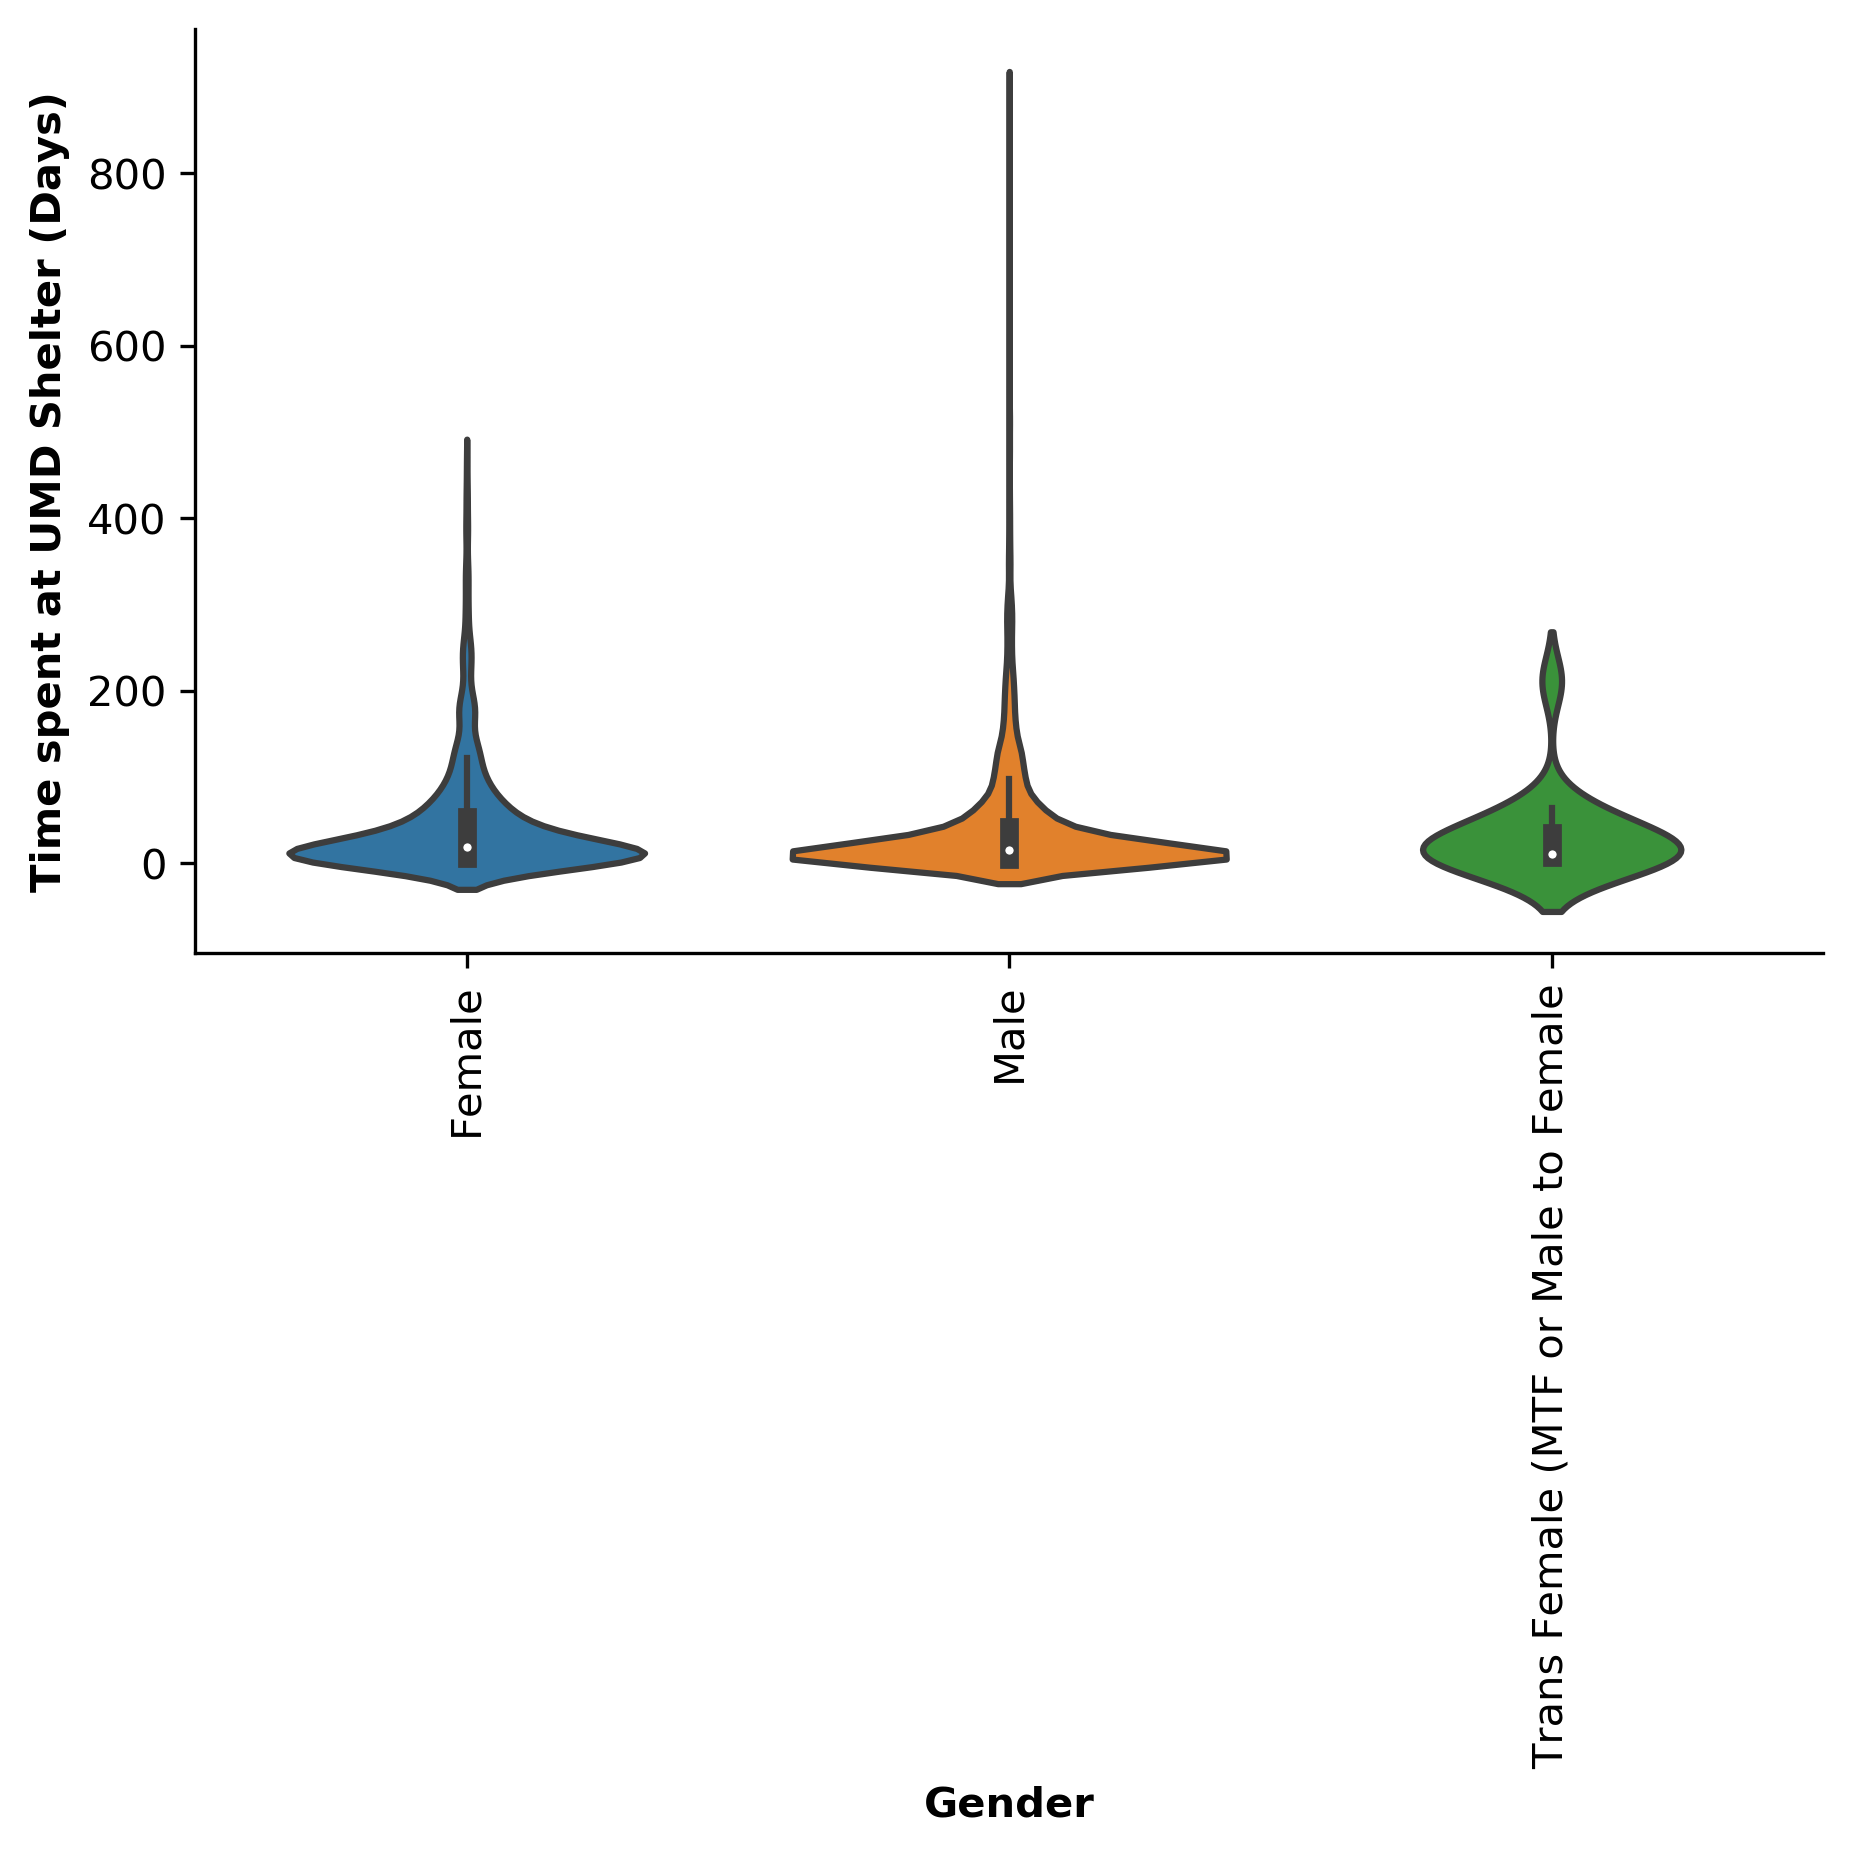 Time spent at UMD Shelter (Days)
800
600
400
200
0
Female
Male
Trans Female (MTF or Male to Female
Gender